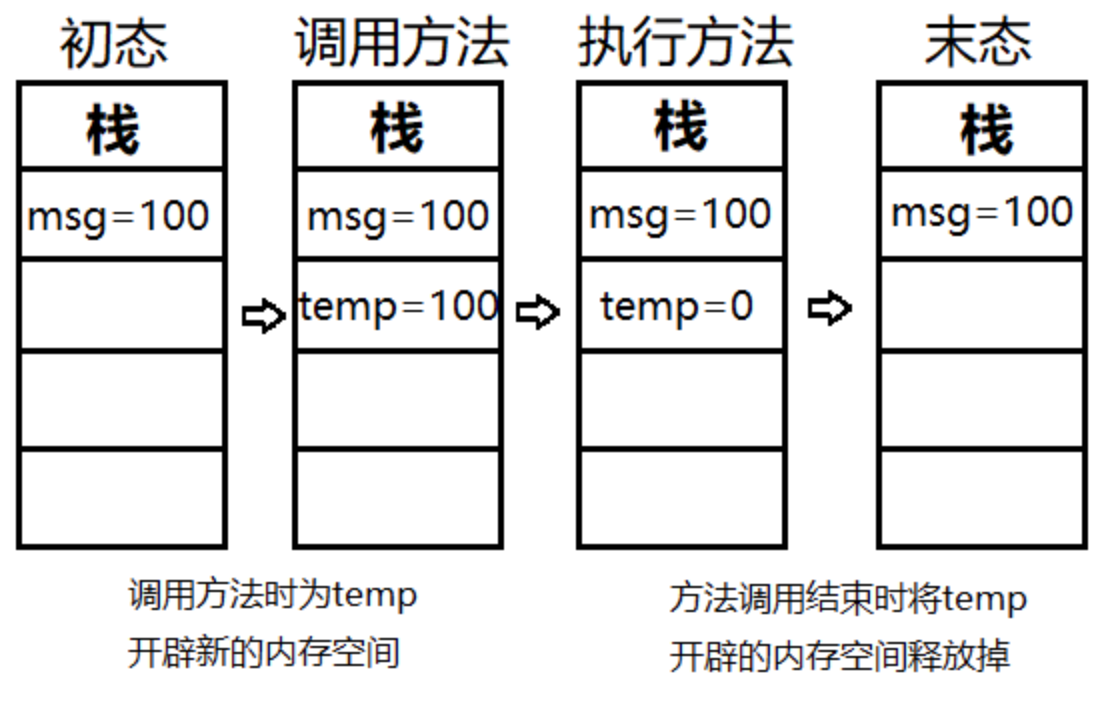 初态
调用方法
执行方法
末态
栈
栈
栈
栈
msg=100
msg=100
msg=100
msg=100
temp=100
temp=0
调用方法时为temp
开辟新的内存空间
方法调用结束时将temp
开辟的内存空间释放掉